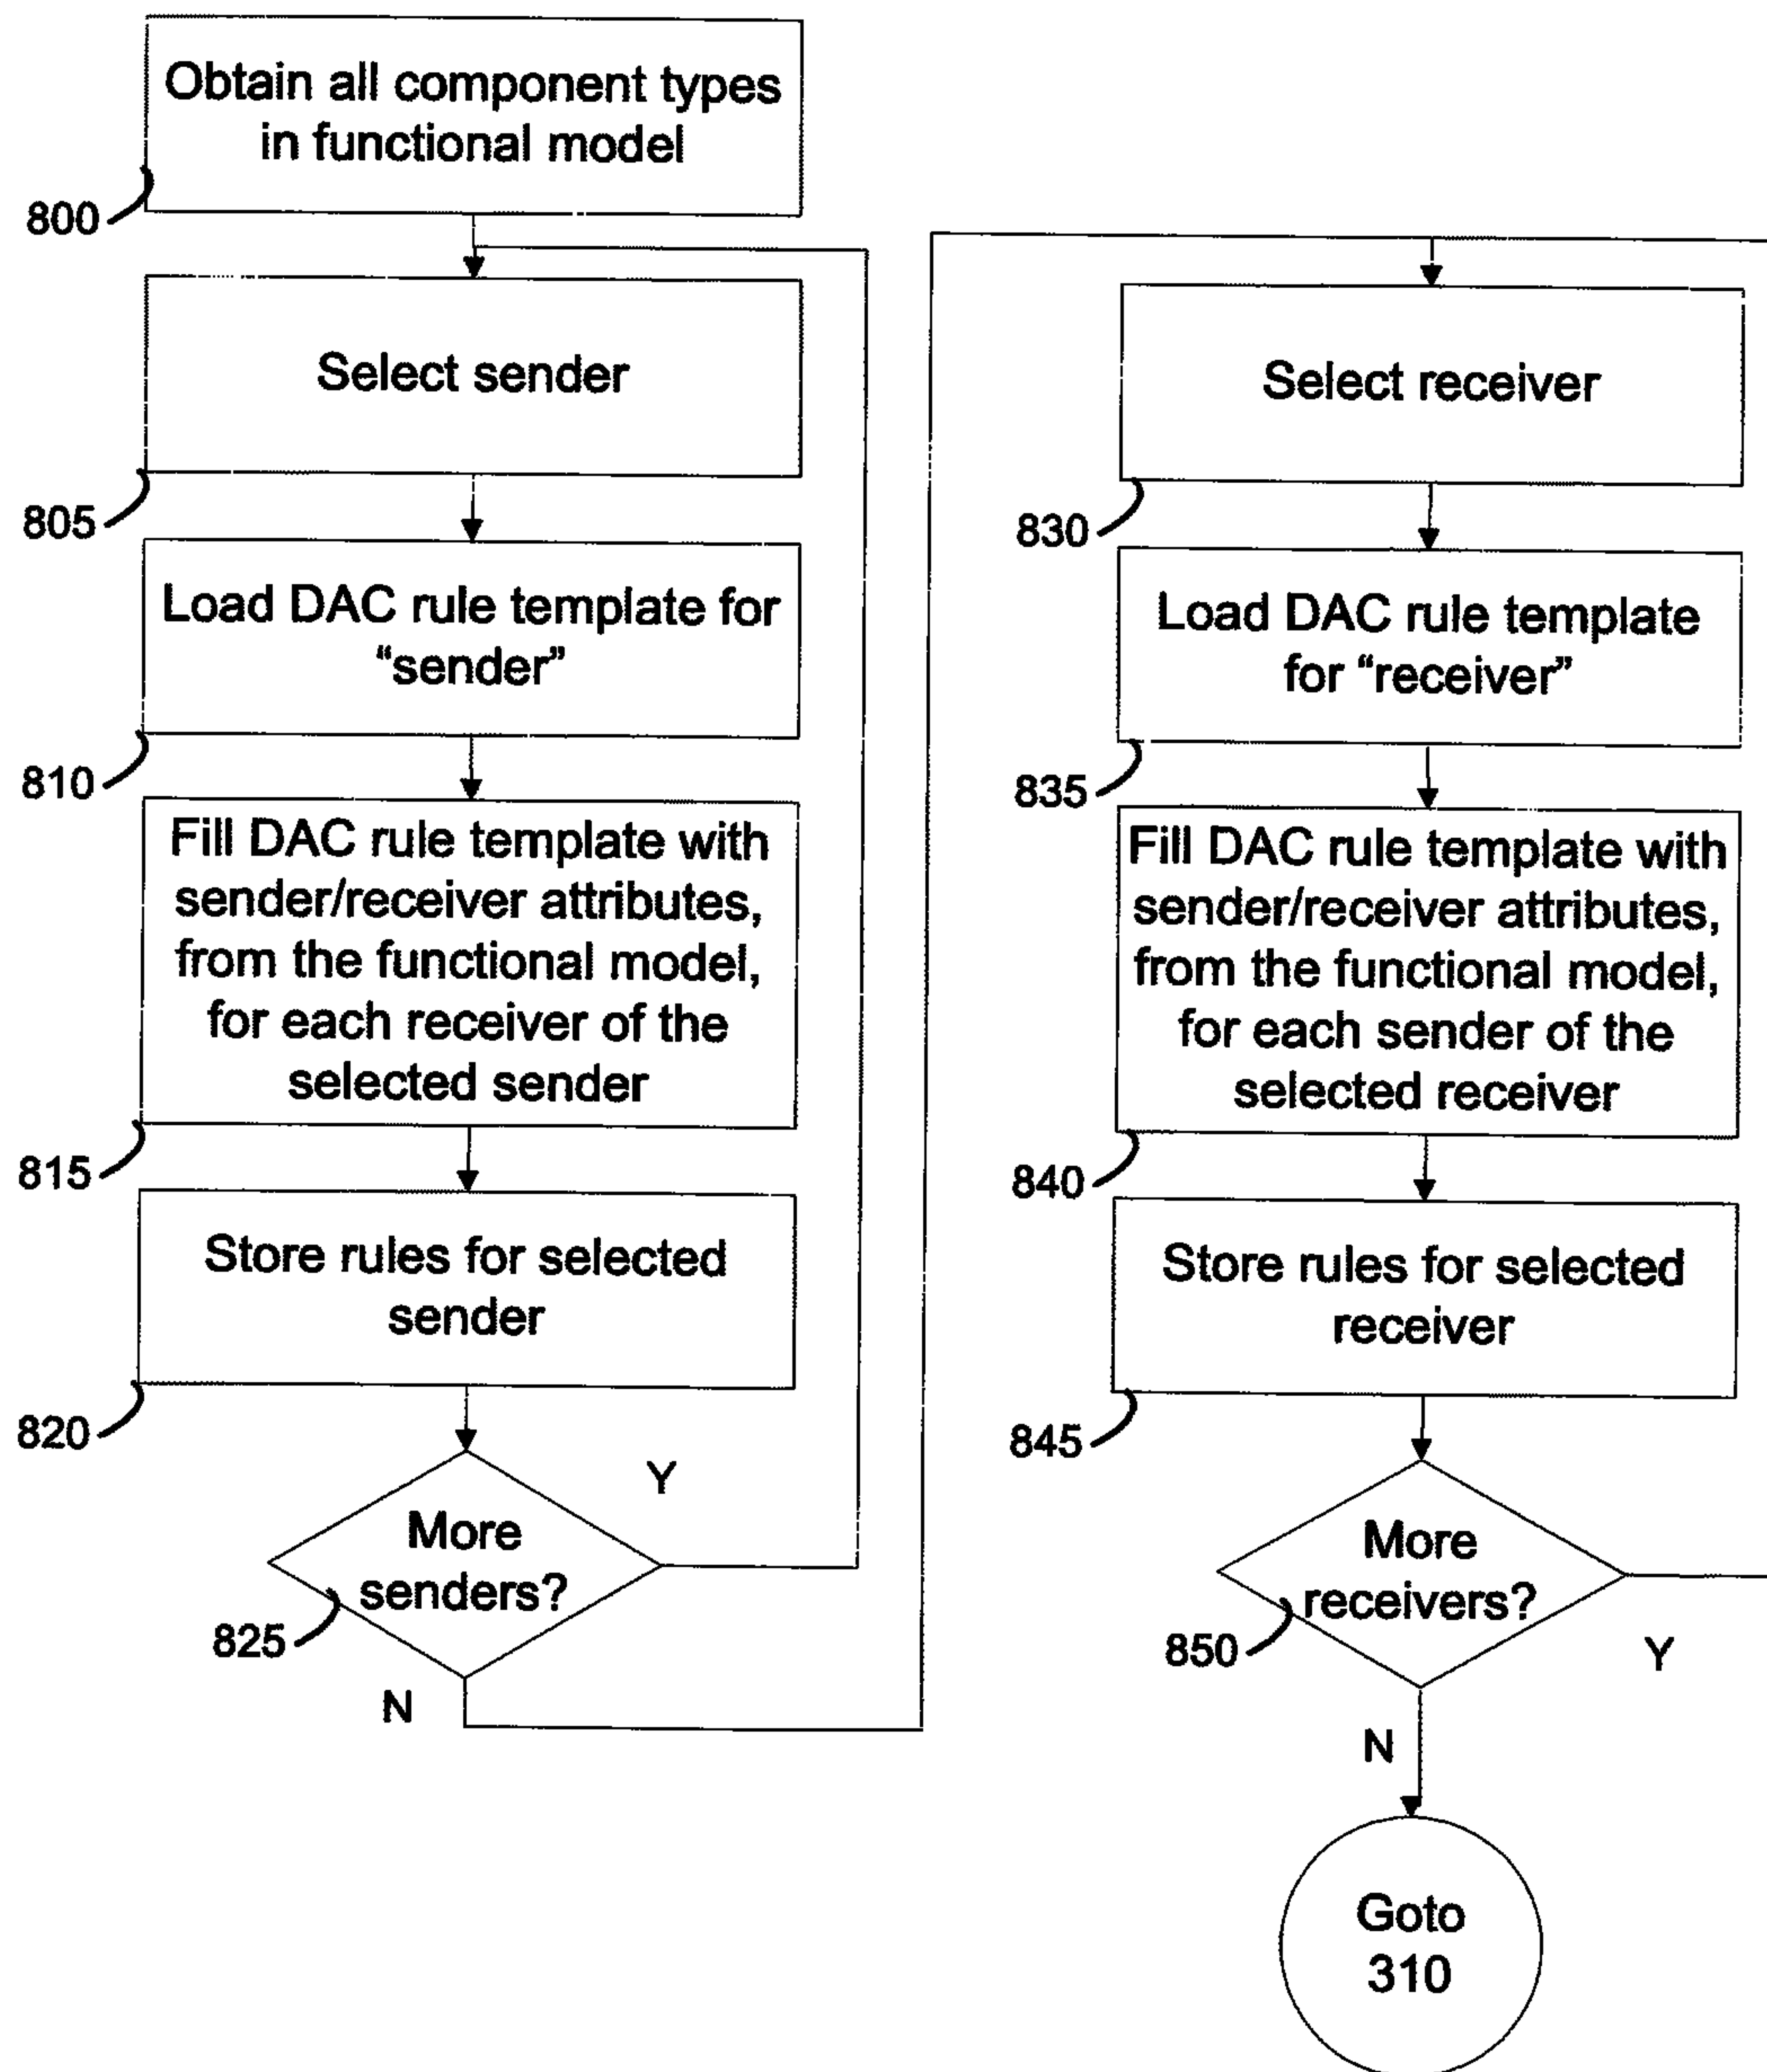 Obtain all component types
in functional model
800
Select sender
805
Load DAC rule template for
“sender”
810
Fill DAC rule template with
sender/receiver attributes,
from the functional model,
for each receiver of the
selected sender
815
Store rules for selected
sender
820
Y
More
senders?
825
N
Select receiver
830
Load DAC rule template
for “receiver”
835
Fill DAC rule template with
sender/receiver attributes,
from the functional model,
for each sender of the
selected receiver
840
Store rules for selected
receiver
845
More
receivers?
850
Y
N
Goto
310